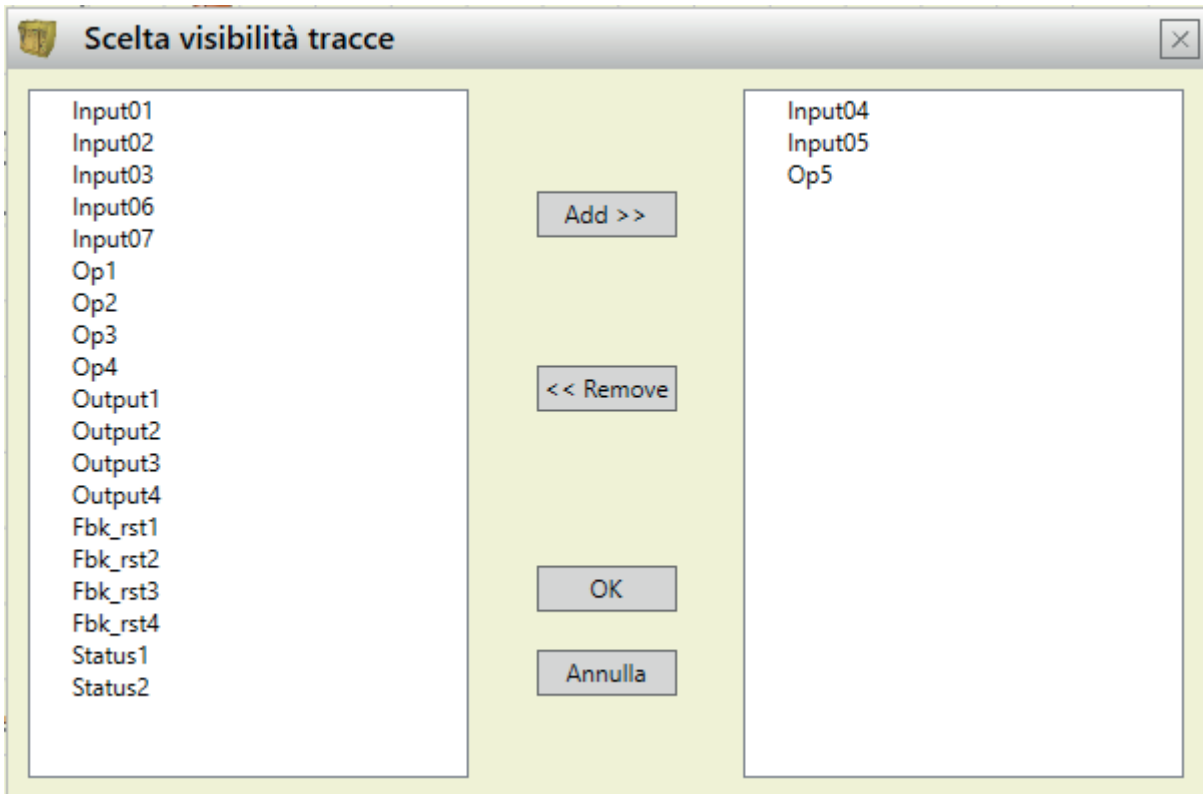 Scelta visibilità tracce
Input01
Input02
Input03
Input06
Input07
Op1
Op2
Op3
Op4
Output1
Output2
Output3
Output4
Fbk_rst1
Fbk_rst2
Fbk_rst3
Fbk_rst4
Status1
Status2
Add >>
<< Remove
OK
Annulla
Input04
Input05
Op5